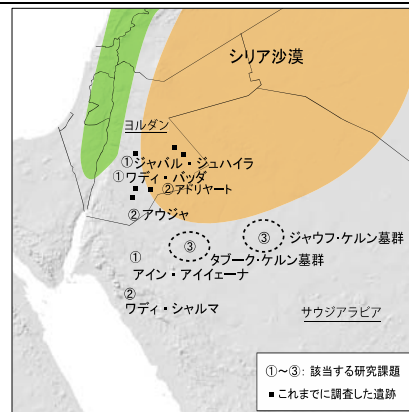 シリア沙漠
ヨルダン
①ジャバル・ジュハイラ
①ワディ・バッダ
②アドリヤート
②アウジャ
③ ジャウフ・ケルン墓群
③
タブーク・ケルン墓群
①
アイン・アイイェーナ
②
ワディ・シャルマ
サウジアラビア
①～③: 該当する研究課題
■これまでに調査した遺跡